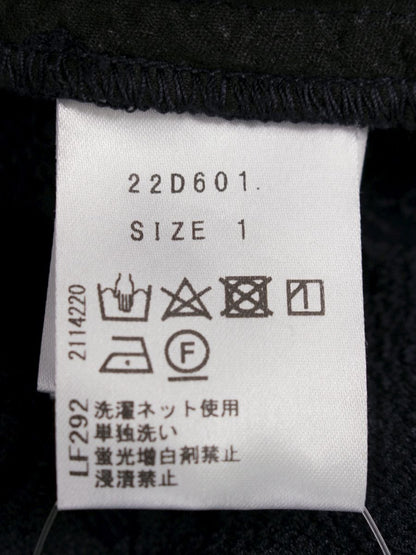 22D601.
SIZE 1
F
2114220
LF292
洗濯ネット使用
単独洗い
蛍光増白剤禁止
浸漬禁止